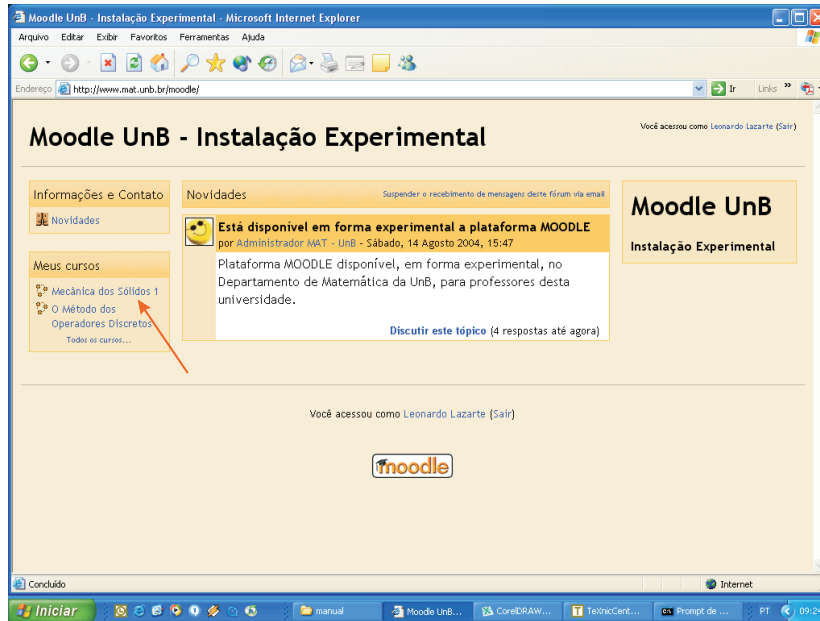 Moodle UnB - Instalação Experimental - Microsoft Internet Explorer
Arquivo Editar Exibir Favoritos Ferramentas Ajuda
Endereço http://www.mat.unb.br/moodle/ Ir Links »
Moodle UnB - Instalação Experimental
Você acessou como Leonardo Lazarte (Sair)
Informações e Contato
Novidades
Meus cursos
Mecânica dos Sólidos 1
O Método dos
Operadores Discretos
Todos os cursos...
Novidades
Suspender o recebimento de mensagens deste fórum via email
Está disponível em forma experimental a plataforma MOODLE
por Administrador MAT - UnB - Sábado, 14 Agosto 2004, 15:47
Plataforma MOODLE disponível, em forma experimental, no
Departamento de Matemática da UnB, para professores desta
universidade.
Discutir este tópico (4 respostas até agora)
Moodle UnB
Instalação Experimental
Você acessou como Leonardo Lazarte (Sair)
moodle
Concluído Internet
Iniciar manual Moodle UnB... CorelDRAW... TeXnicCent... Prompt de ... PT 09:24